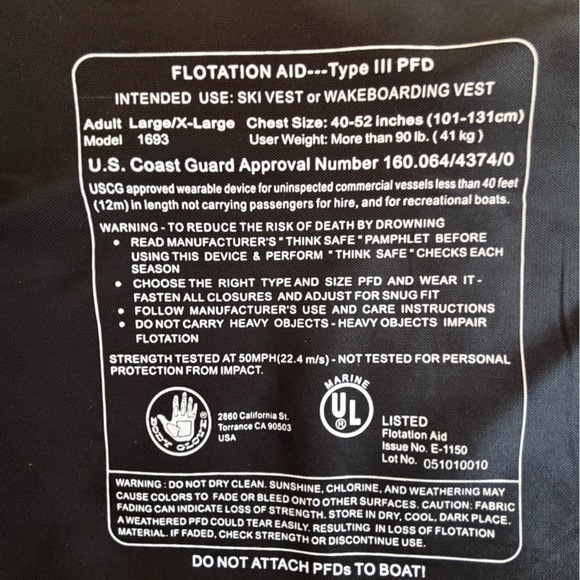 FLOTATION AID---Type III PFD
INTENDED USE: SKI VEST or WAKEBOARDING VEST
Adult Large/X-Large Chest Size: 40-52 inches (101-131cm)
Model 1693 User Weight: More than 90 lb. ( 41 kg )
U.S. Coast Guard Approval Number 160.064/4374/0
USCG approved wearable device for uninspected commercial vessels less than 40 feet
(12m) in length not carrying passengers for hire, and for recreational boats.
WARNING - TO REDUCE THE RISK OF DEATH BY DROWNING
• READ MANUFACTURER'S "THINK SAFE" PAMPHLET BEFORE
USING THIS DEVICE & PERFORM "THINK SAFE" CHECKS EACH
SEASON
• CHOOSE THE RIGHT TYPE AND SIZE PFD AND WEAR IT -
FASTEN ALL CLOSURES AND ADJUST FOR SNUG FIT
• FOLLOW MANUFACTURER'S USE AND CARE INSTRUCTIONS
• DO NOT CARRY HEAVY OBJECTS - HEAVY OBJECTS IMPAIR
FLOTATION
STRENGTH TESTED AT 50MPH(22.4 m/s) - NOT TESTED FOR PERSONAL
PROTECTION FROM IMPACT.
BODY GLOVE
®
2860 California St.
Torrance CA 90503
USA
MARINE
UL
®
LISTED
Flotation Aid
Issue No. E-1150
Lot No. 051010010
WARNING : DO NOT DRY CLEAN. SUNSHINE, CHLORINE, AND WEATHERING MAY
CAUSE COLORS TO FADE OR BLEED ONTO OTHER SURFACES. CAUTION: FABRIC
FADING CAN INDICATE LOSS OF STRENGTH. STORE IN DRY, COOL, DARK PLACE.
A WEATHERED PFD COULD TEAR EASILY. RESULTING IN LOSS OF FLOTATION
MATERIAL. IF FADED, CHECK STRENGTH OR DISCONTINUE USE.
DO NOT ATTACH PFDs TO BOAT!